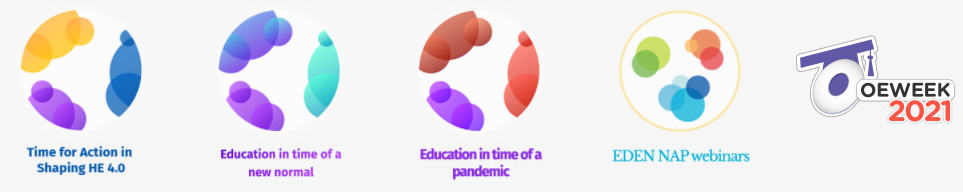 Time for Action in
Shaping HE 4.0
Education in time of a
new normal
Education in time of a
pandemic
EDEN NAP webinars
OEWEEK
2021